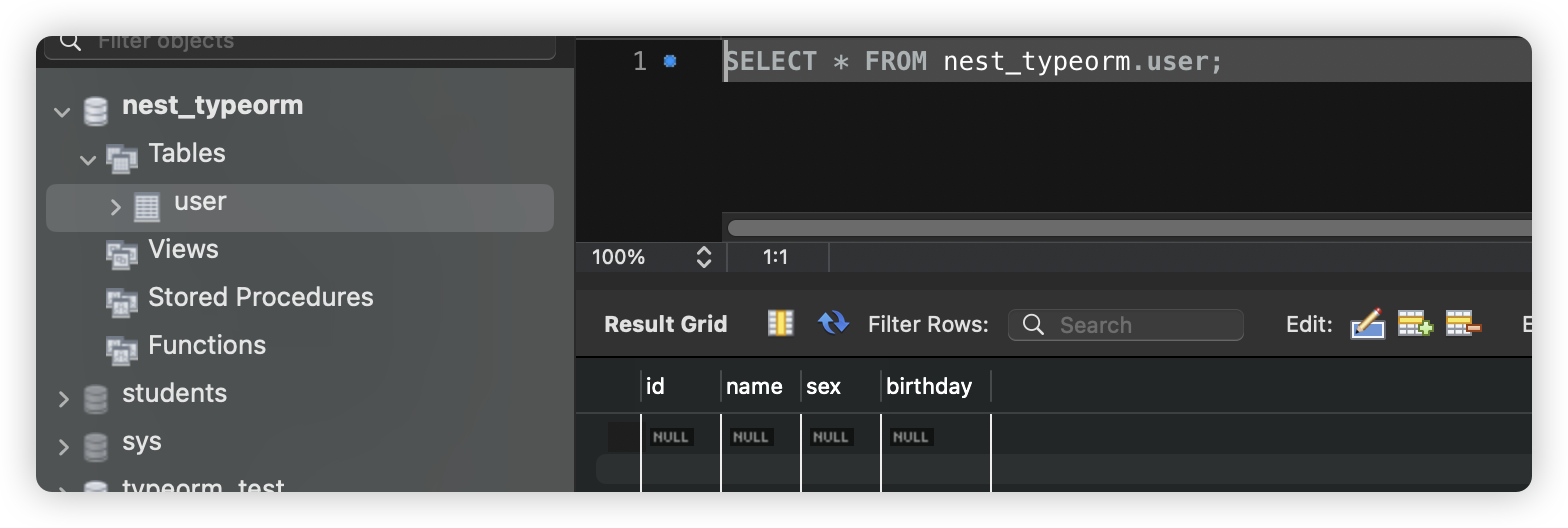 Filter objects
nest_typeorm
Tables
user
Views
Stored Procedures
Functions
students
sys
typeorm_test
1
SELECT * FROM nest_typeorm.user;
100%
1:1
Result Grid
Filter Rows:
Search
Edit:
id name sex birthday
NULL NULL NULL NULL